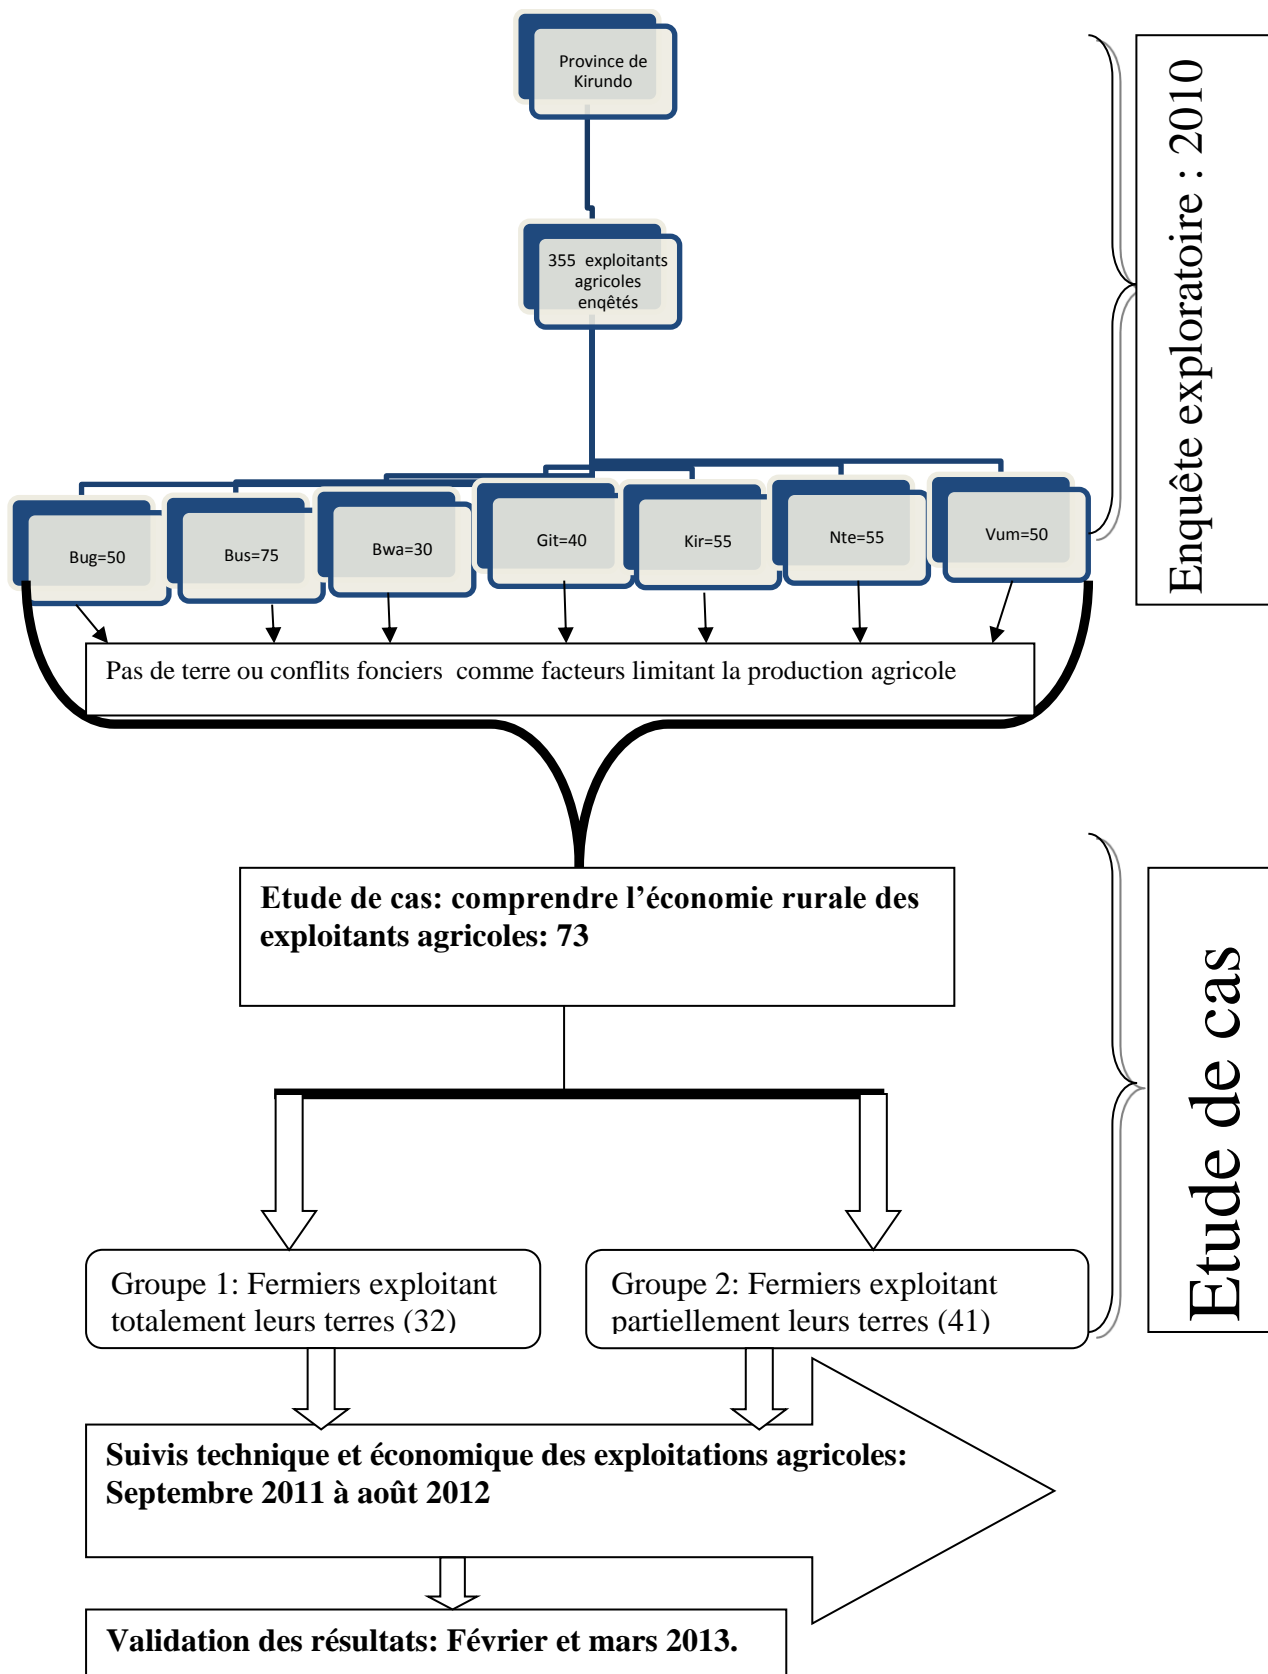 Province de
Kirundo
355 exploitants
agricoles
enqêtés
Enquête exploratoire : 2010
Bug=50
Bus=75
Bwa=30
Git=40
Kir=55
Nte=55
Vum=50
Pas de terre ou conflits fonciers comme facteurs limitant la production agricole
Etude de cas: comprendre l’économie rurale des
exploitants agricoles: 73
Etude de cas
Groupe 1: Fermiers exploitant
totalement leurs terres (32)
Groupe 2: Fermiers exploitant
partiellement leurs terres (41)
Suivis technique et économique des exploitations agricoles:
Septembre 2011 à août 2012
Validation des résultats: Février et mars 2013.